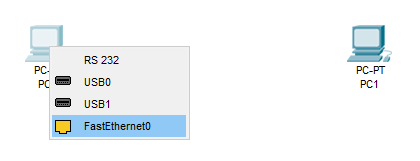 RS 232
USB0
USB1
FastEthernet0
PC-
PC
PC-PT
PC1